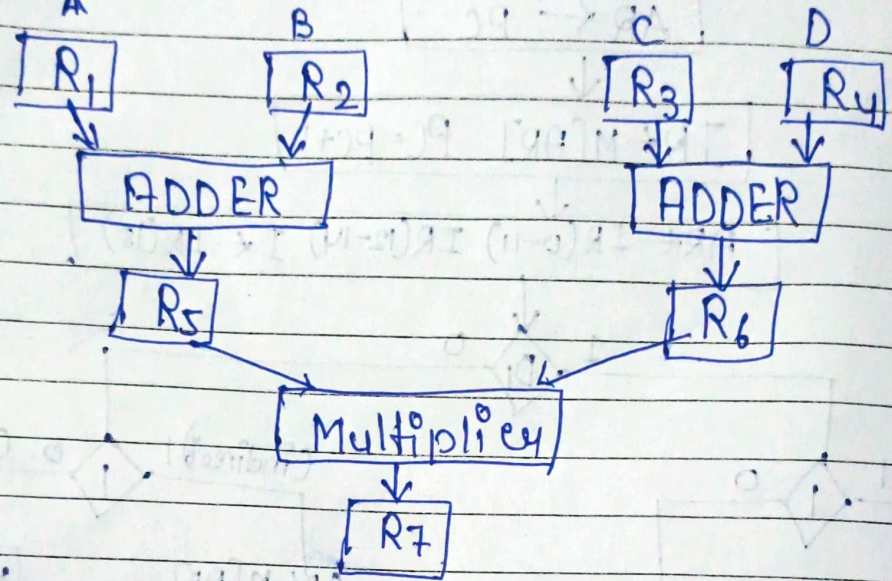 A B C D
R1 R2 R3 R4
ADDER ADDER
R5 R6
Multiplier
R7